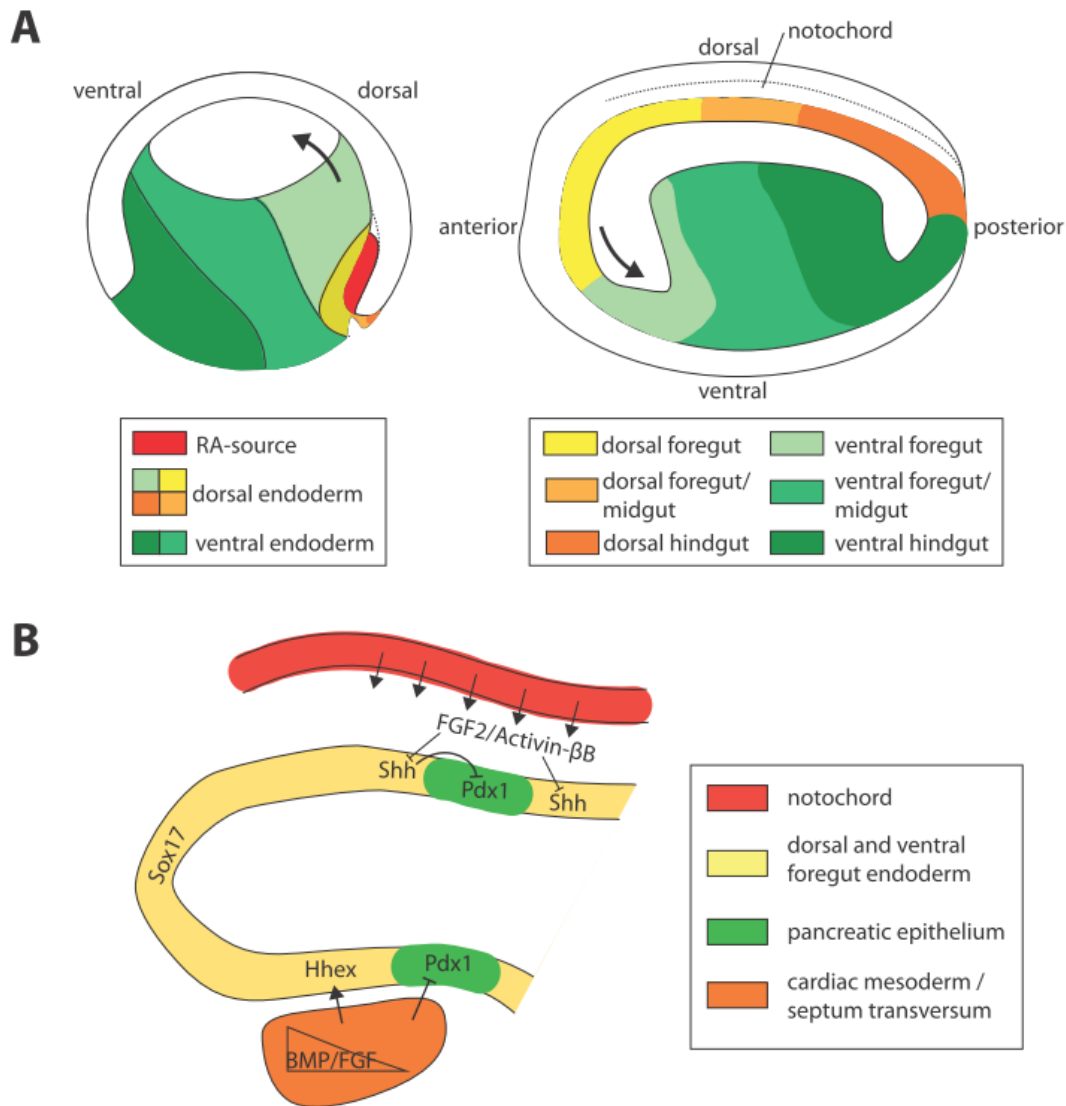 A
ventral
dorsal
dorsal
notochord
anterior
posterior
ventral
RA-source
dorsal endoderm
ventral endoderm
dorsal foregut
dorsal foregut/
midgut
dorsal hindgut
ventral foregut
ventral foregut/
midgut
ventral hindgut
B
FGF2/Activin-βB
Shh
Pdx1
Shh
Sox17
Hhex
Pdx1
BMP/FGF
notochord
dorsal and ventral
foregut endoderm
pancreatic epithelium
cardiac mesoderm /
septum transversum